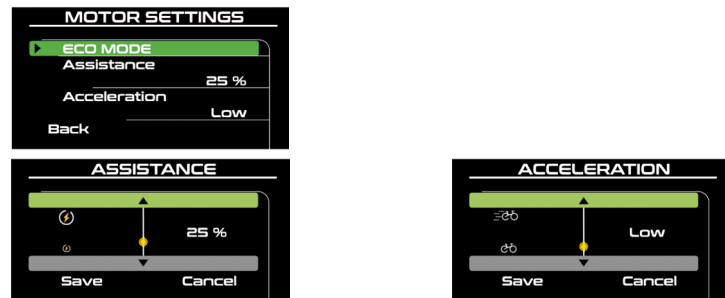 MOTOR SETTINGS
ECO MODE
Assistance
25 %
Acceleration
Low
Back
ASSISTANCE
25 %
Save Cancel
ACCELERATION
Low
Save Cancel